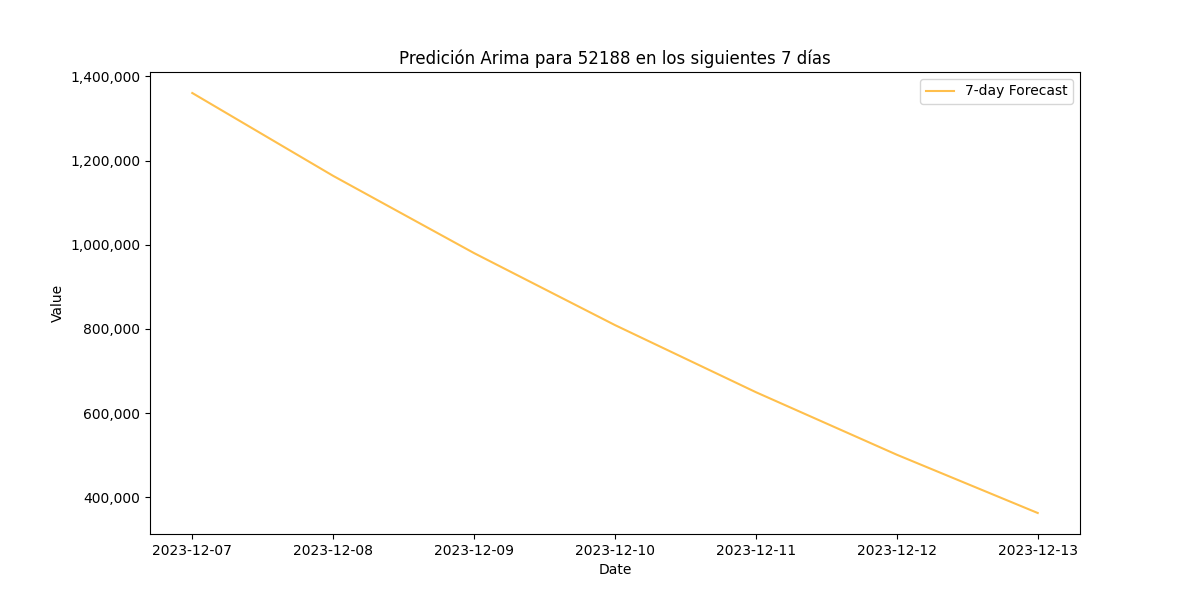 Predición Arima para 52188 en los siguientes 7 días
7-day Forecast
1,400,000
1,200,000
1,000,000
800,000
600,000
400,000
Value
2023-12-07 2023-12-08 2023-12-09 2023-12-10 2023-12-11 2023-12-12 2023-12-13
Date